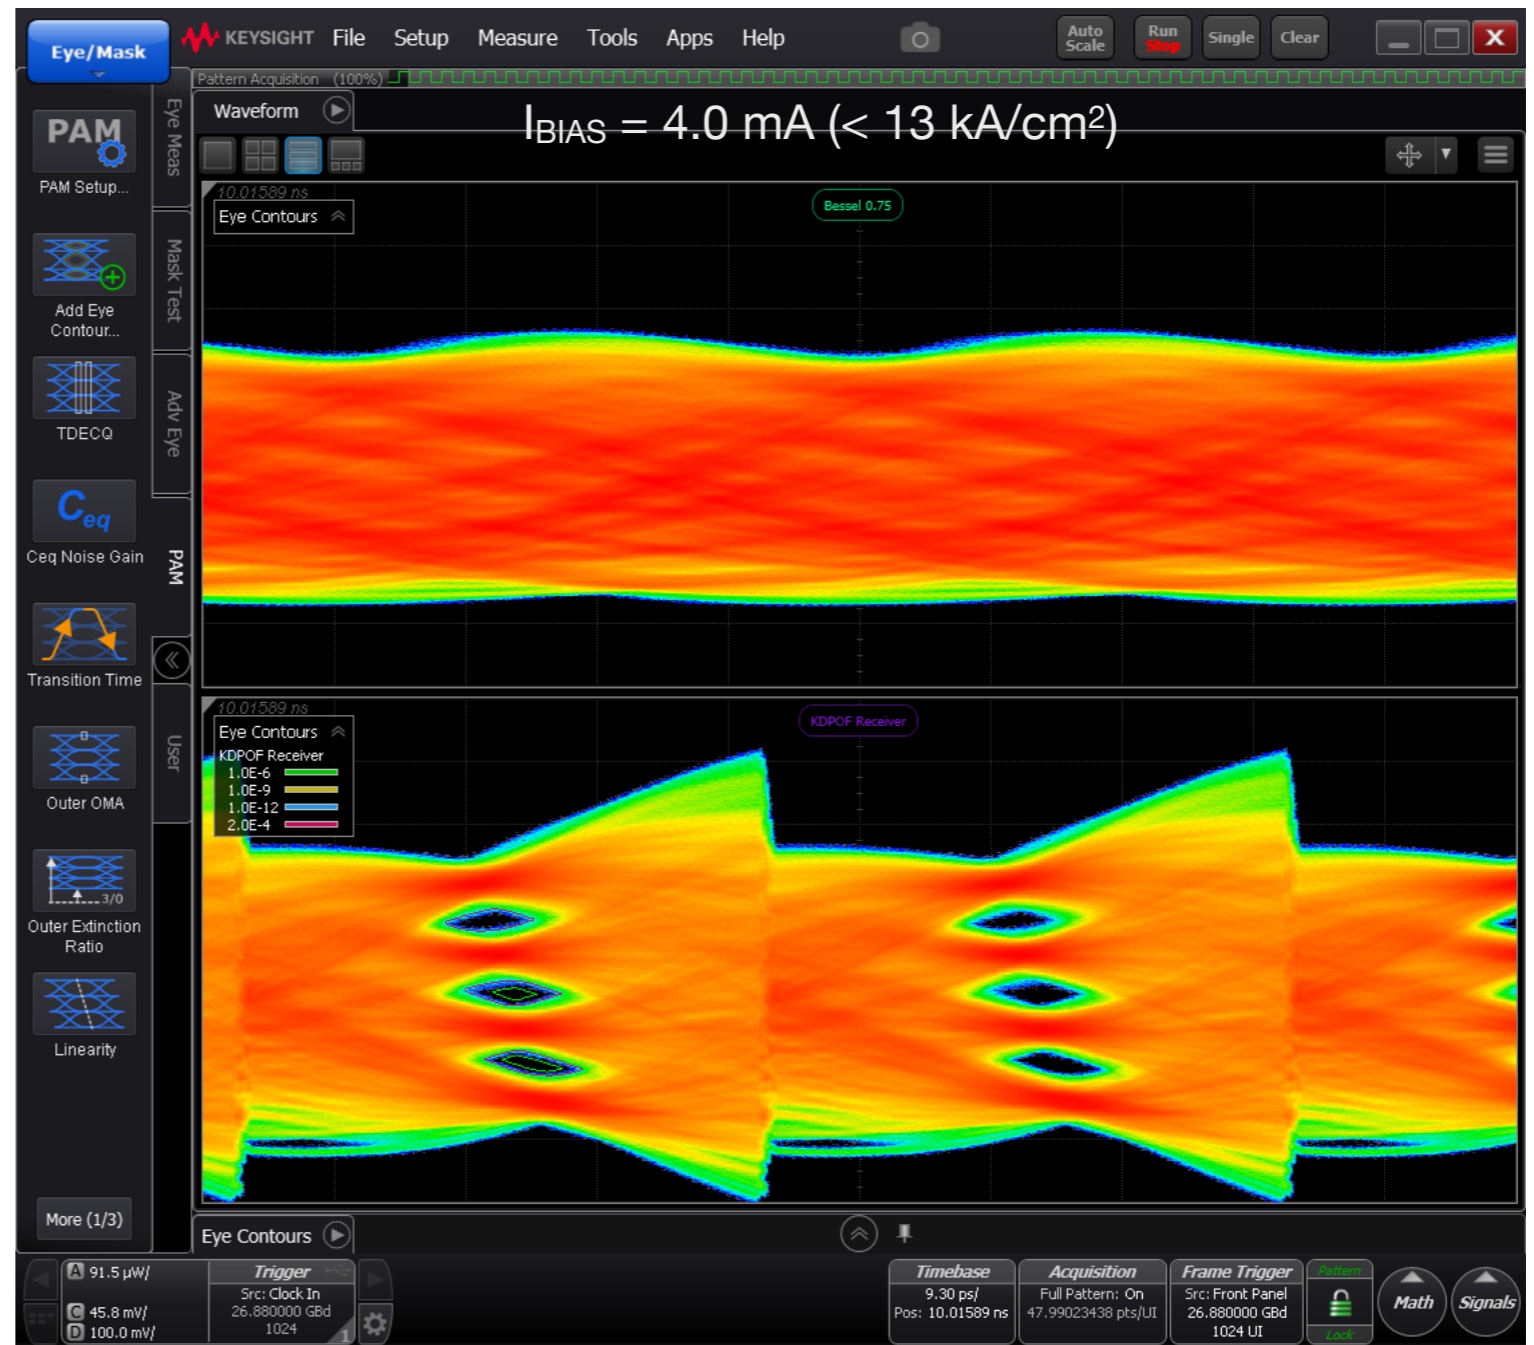 Eye/Mask
KEYSIGHT File Setup Measure Tools Apps Help
Auto Scale
Run Stop
Single
Clear
X
Pattern Acquisition (100%)
Waveform
I_BIAS = 4.0 mA (< 13 kA/cm²)
PAM
PAM Setup...
Add Eye
Contour...
TDECQ
Ceq
Ceq Noise Gain
Transition Time
Outer OMA
3/0
Outer Extinction
Ratio
Linearity
More (1/3)
Eye Meas
Mask Test
Adv Eye
PAM
User
10.01589 ns
Eye Contours
Bessel 0.75
10.01589 ns
Eye Contours
KDPOF Receiver
1.0E-6
1.0E-9
1.0E-12
2.0E-4
KDPOF Receiver
Eye Contours
A 91.5 µW/
C 45.8 mV/
D 100.0 mV/
Trigger
Src: Clock In
26.880000 GBd
1024
1
Timebase
9.30 ps/
Pos: 10.01589 ns
Acquisition
Full Pattern: On
47.99023438 pts/UI
Frame Trigger
Src: Front Panel
26.880000 GBd
1024 UI
Pattern
Lock
Math
Signals